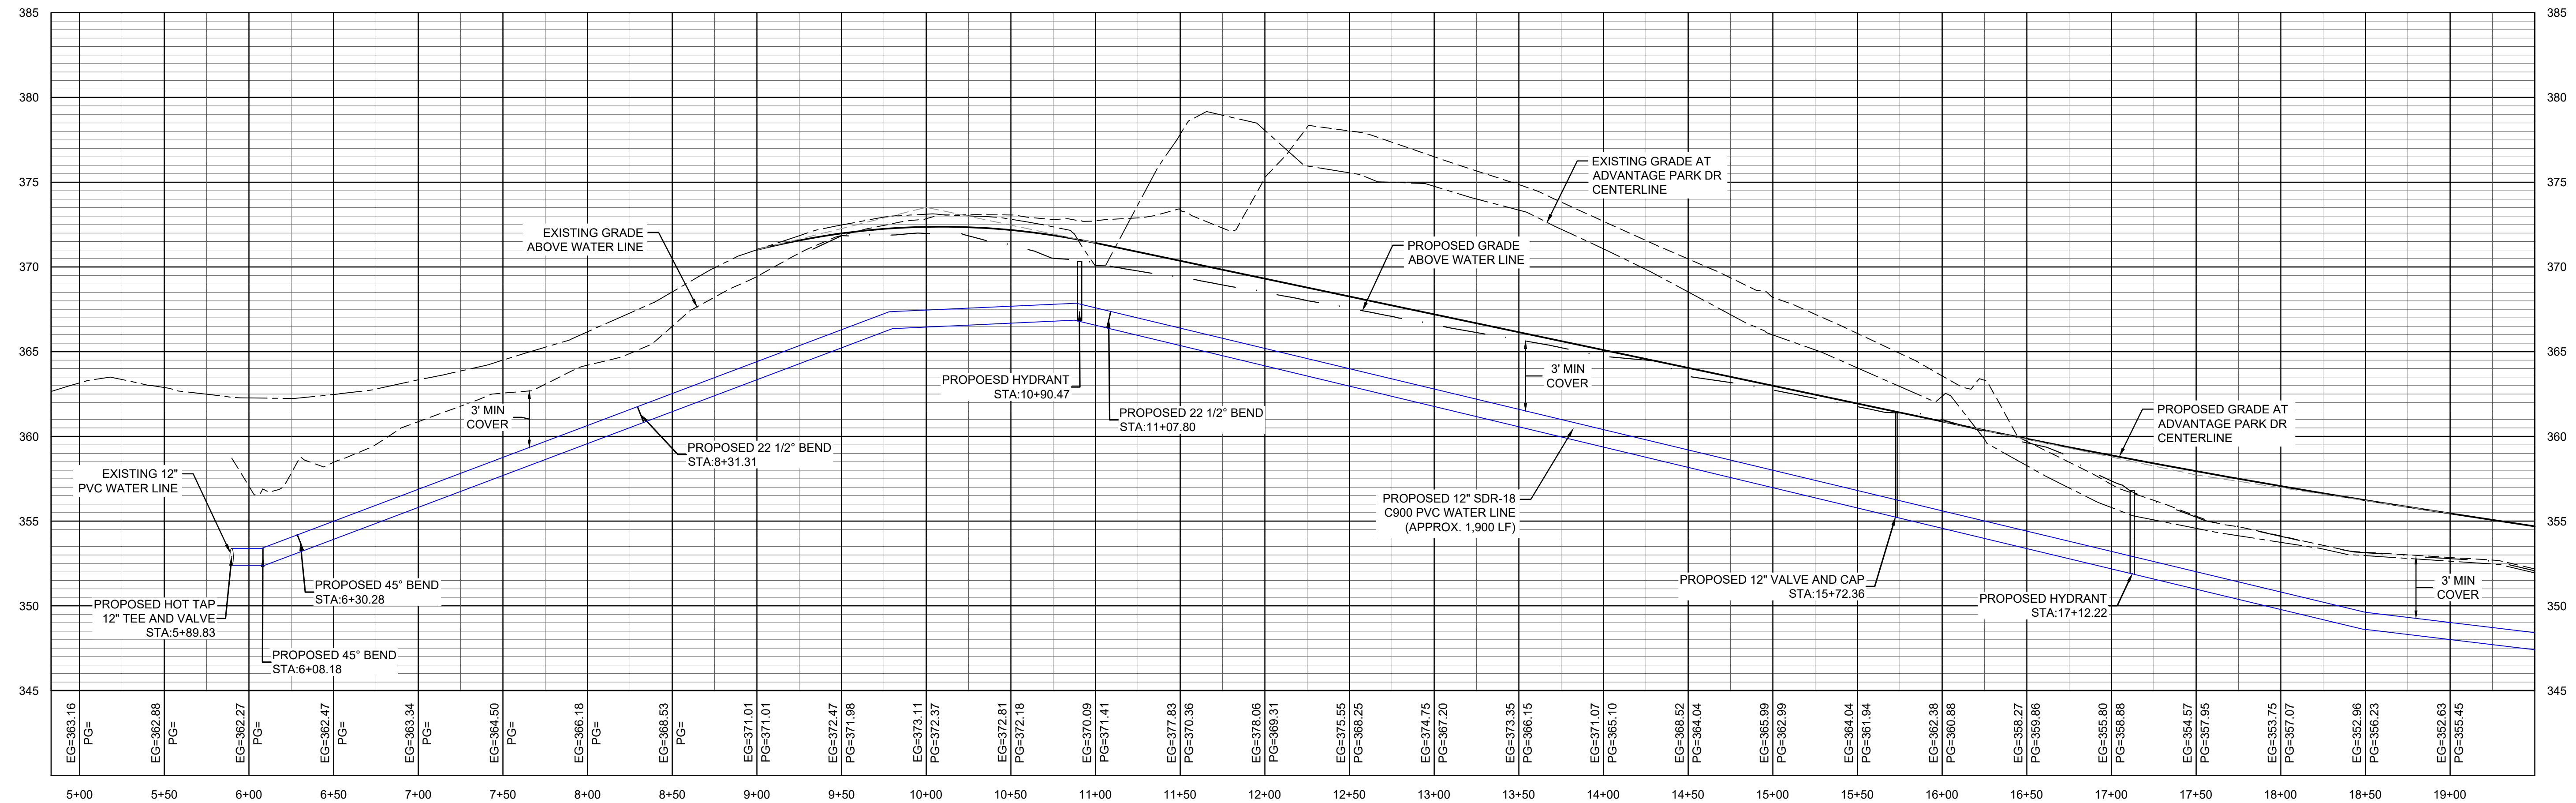 385
385
380
380
375
375
370
370
365
365
360
360
355
355
350
350
345
345
EXISTING GRADE AT
ADVANTAGE PARK DR
CENTERLINE
EXISTING GRADE
ABOVE WATER LINE
PROPOSED GRADE
ABOVE WATER LINE
3' MIN
COVER
PROPOESD HYDRANT
STA:10+90.47
3' MIN
COVER
PROPOSED 22 1/2° BEND
STA:11+07.80
PROPOSED GRADE AT
ADVANTAGE PARK DR
CENTERLINE
PROPOSED 22 1/2° BEND
STA:8+31.31
EXISTING 12"
PVC WATER LINE
PROPOSED 12" SDR-18
C900 PVC WATER LINE
(APPROX. 1,900 LF)
PROPOSED 45° BEND
STA:6+30.28
PROPOSED 12" VALVE AND CAP
STA:15+72.36
3' MIN
COVER
PROPOSED HOT TAP
12" TEE AND VALVE
STA:5+89.83
PROPOSED HYDRANT
STA:17+12.22
PROPOSED 45° BEND
STA:6+08.18
EG=363.16
PG=
EG=362.88
PG=
EG=362.27
PG=
EG=362.47
PG=
EG=363.34
PG=
EG=364.50
PG=
EG=366.18
PG=
EG=368.53
PG=
EG=371.01
PG=371.01
EG=372.47
PG=371.98
EG=373.11
PG=372.37
EG=372.81
PG=372.18
EG=370.09
PG=371.41
EG=377.83
PG=370.36
EG=378.06
PG=369.31
EG=375.55
PG=368.25
EG=374.75
PG=367.20
EG=373.35
PG=366.15
EG=371.07
PG=365.10
EG=368.52
PG=364.04
EG=365.99
PG=362.99
EG=364.04
PG=361.94
EG=362.38
PG=360.88
EG=358.27
PG=359.86
EG=355.80
PG=358.88
EG=354.57
PG=357.95
EG=353.75
PG=357.07
EG=352.96
PG=356.23
EG=352.63
PG=355.45
5+00
5+50
6+00
6+50
7+00
7+50
8+00
8+50
9+00
9+50
10+00
10+50
11+00
11+50
12+00
12+50
13+00
13+50
14+00
14+50
15+00
15+50
16+00
16+50
17+00
17+50
18+00
18+50
19+00